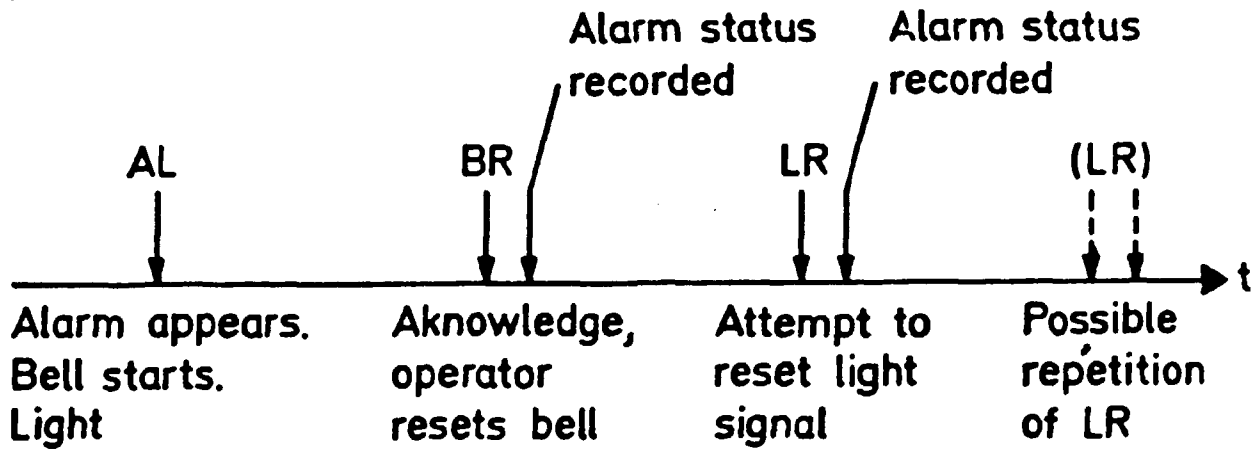 Alarm status
recorded
Alarm status
recorded
AL
BR
LR
(LR)
t
Alarm appears.
Bell starts.
Light
Aknowledge,
operator
resets bell
Attempt to
reset light
signal
Possible
repetition
of LR